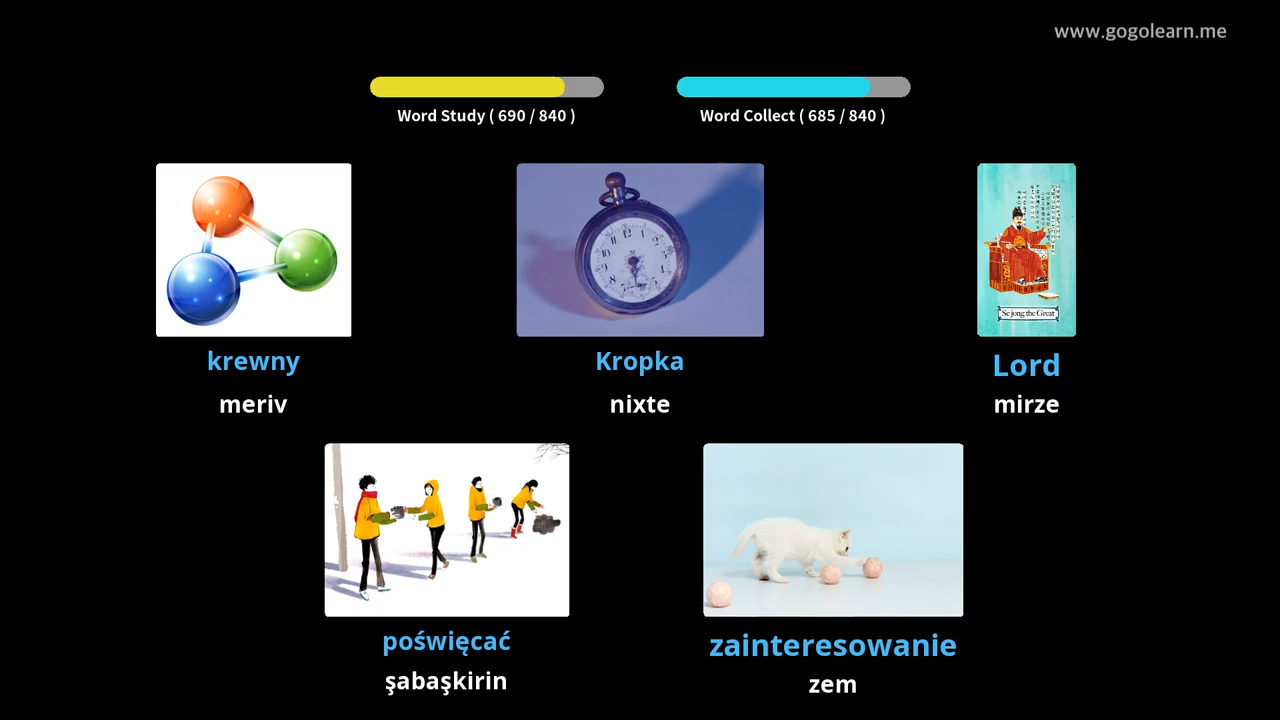 www.gogolearn.me
Word Study ( 690 / 840 )
Word Collect ( 685 / 840 )
Se jong the Great
krewny
Kropka
Lord
meriv
nixte
mirze
poświęcać
zainteresowanie
şabaşkirin
zem